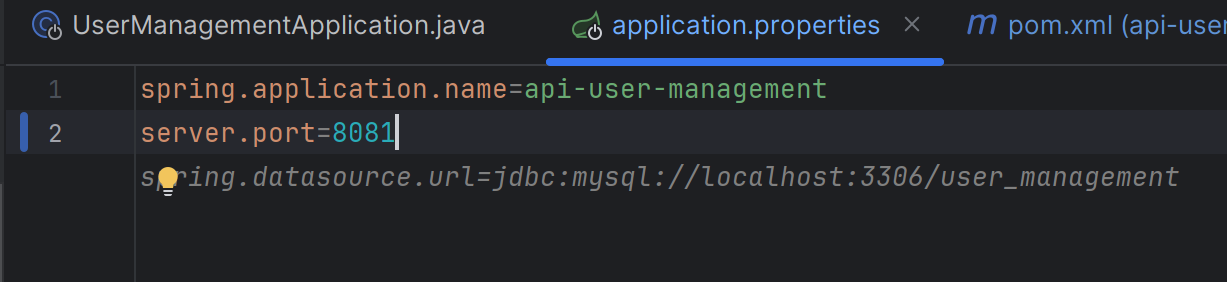 UserManagementApplication.java application.properties × m pom.xml (api-user
1 spring.application.name=api-user-management
2 server.port=8081
spring.datasource.url=jdbc:mysql://localhost:3306/user_management